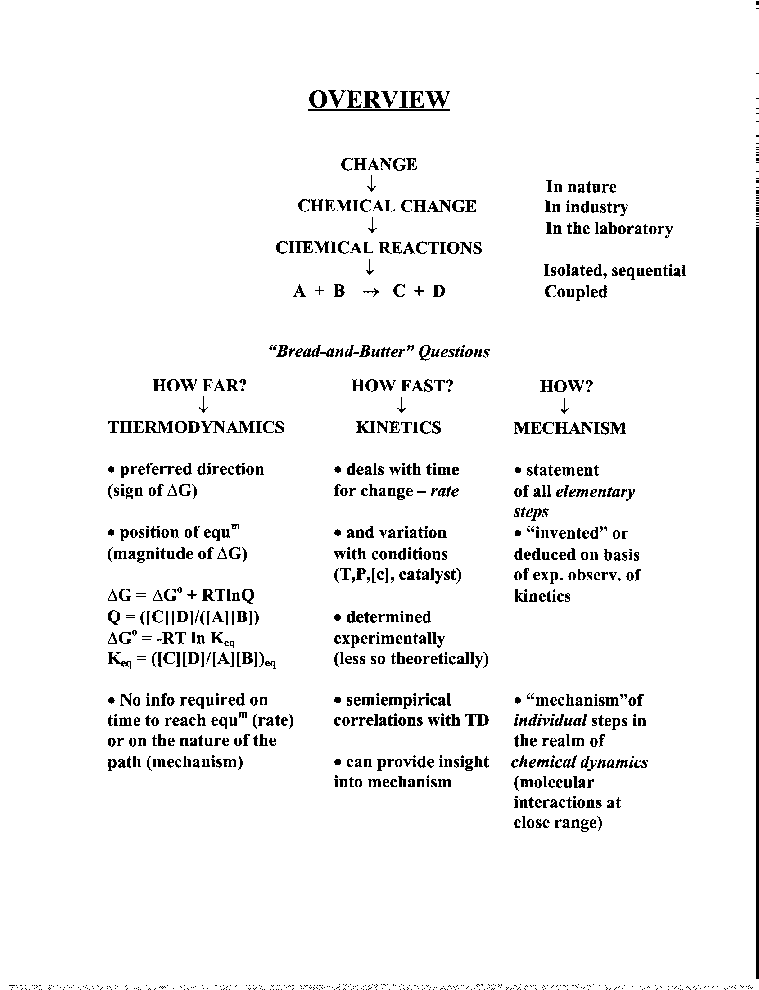 OVERVIEW
CHANGE
↓
In nature
CHEMICAL CHANGE
In industry
↓
In the laboratory
CHEMICAL REACTIONS
↓
Isolated, sequential
A + B → C + D
Coupled
“Bread-and-Butter” Questions
HOW FAR?
↓
THERMODYNAMICS
• preferred direction
(sign of ΔG)
• position of equᵐ
(magnitude of ΔG)
ΔG = ΔG° + RTlnQ
Q = ([C][D]/([A][B])
ΔG° = -RT ln Keq
Keq = ([C][D]/[A][B])eq
• No info required on
time to reach equᵐ (rate)
or on the nature of the
path (mechanism)
HOW FAST?
↓
KINETICS
• deals with time
for change – rate
• and variation
with conditions
(T,P,[c], catalyst)
• determined
experimentally
(less so theoretically)
• semiempirical
correlations with TD
• can provide insight
into mechanism
HOW?
↓
MECHANISM
• statement
of all elementary
steps
• “invented” or
deduced on basis
of exp. observ. of
kinetics
• “mechanism”of
individual steps in
the realm of
chemical dynamics
(molecular
interactions at
close range)